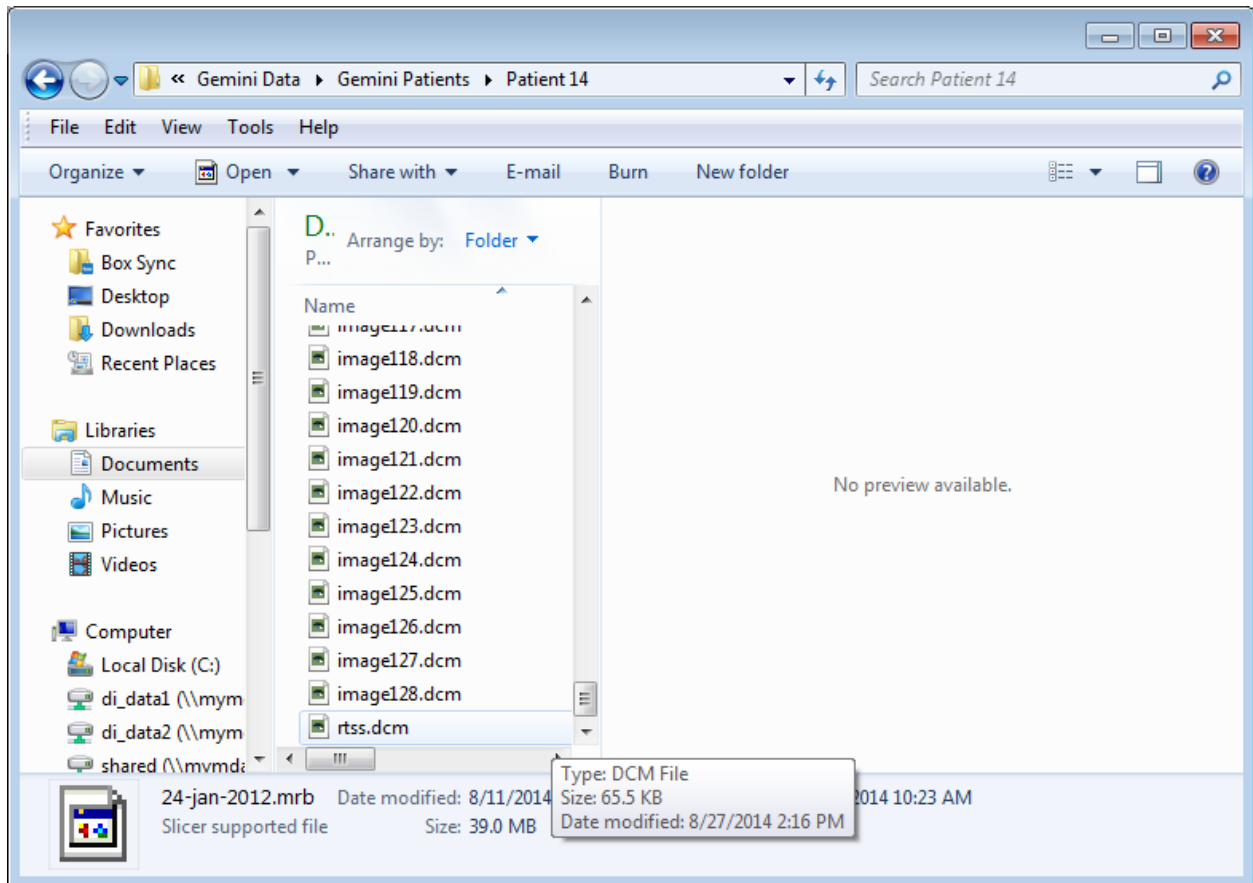 « Gemini Data ▸ Gemini Patients ▸ Patient 14
Search Patient 14
File Edit View Tools Help
Organize Open Share with E-mail Burn New folder
Favorites
Box Sync
Desktop
Downloads
Recent Places
Libraries
Documents
Music
Pictures
Videos
Computer
Local Disk (C:)
di_data1 (\\mym
di_data2 (\\mym
shared (\\mymda
D...
P...
Arrange by: Folder
Name
image117.dcm
image118.dcm
image119.dcm
image120.dcm
image121.dcm
image122.dcm
image123.dcm
image124.dcm
image125.dcm
image126.dcm
image127.dcm
image128.dcm
rtss.dcm
No preview available.
Type: DCM File
Size: 65.5 KB
Date modified: 8/27/2014 2:16 PM
24-jan-2012.mrb Date modified: 8/11/2014 2014 10:23 AM
Slicer supported file Size: 39.0 MB